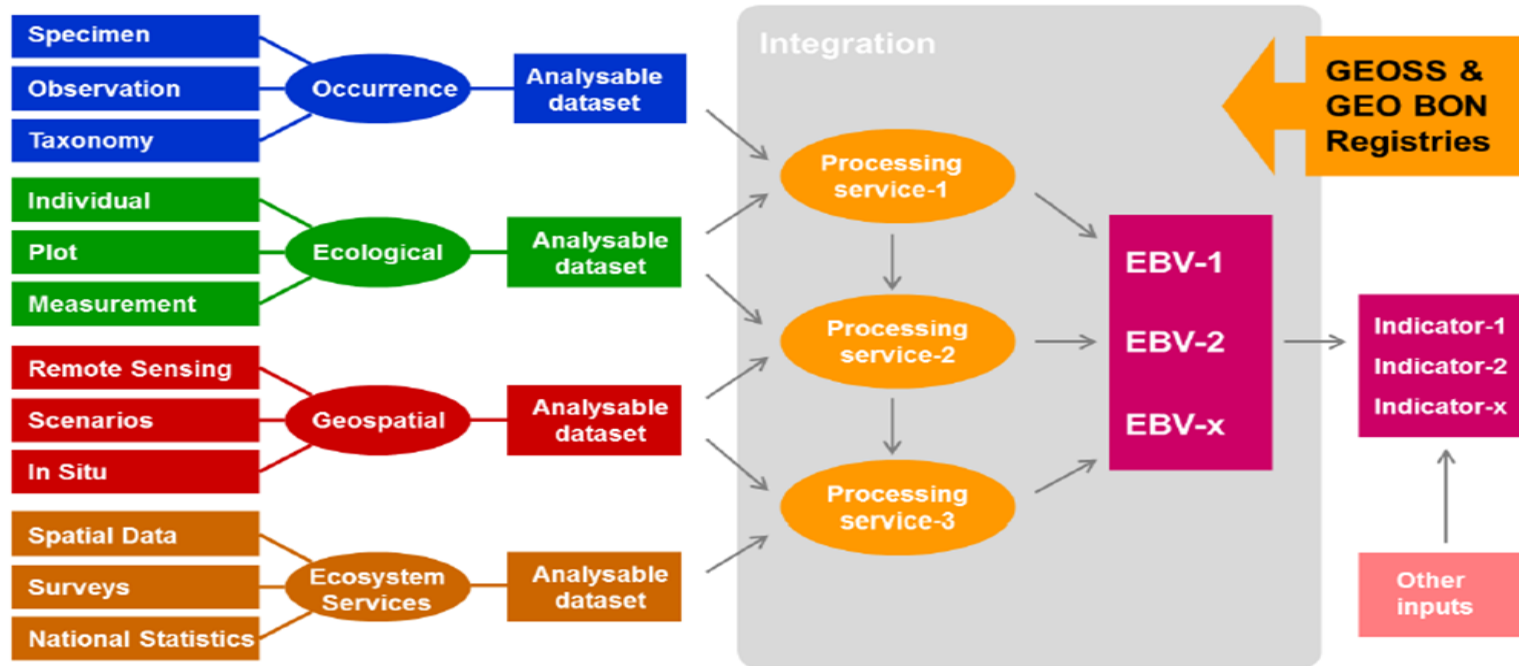 Specimen
Observation
Taxonomy
Occurrence
Analysable
dataset
Individual
Plot
Measurement
Ecological
Analysable
dataset
Remote Sensing
Scenarios
In Situ
Geospatial
Analysable
dataset
Spatial Data
Surveys
National Statistics
Ecosystem
Services
Analysable
dataset
Integration
Processing
service-1
Processing
service-2
Processing
service-3
EBV-1
EBV-2
EBV-x
GEOSS &
GEO BON
Registries
Indicator-1
Indicator-2
Indicator-x
Other
inputs